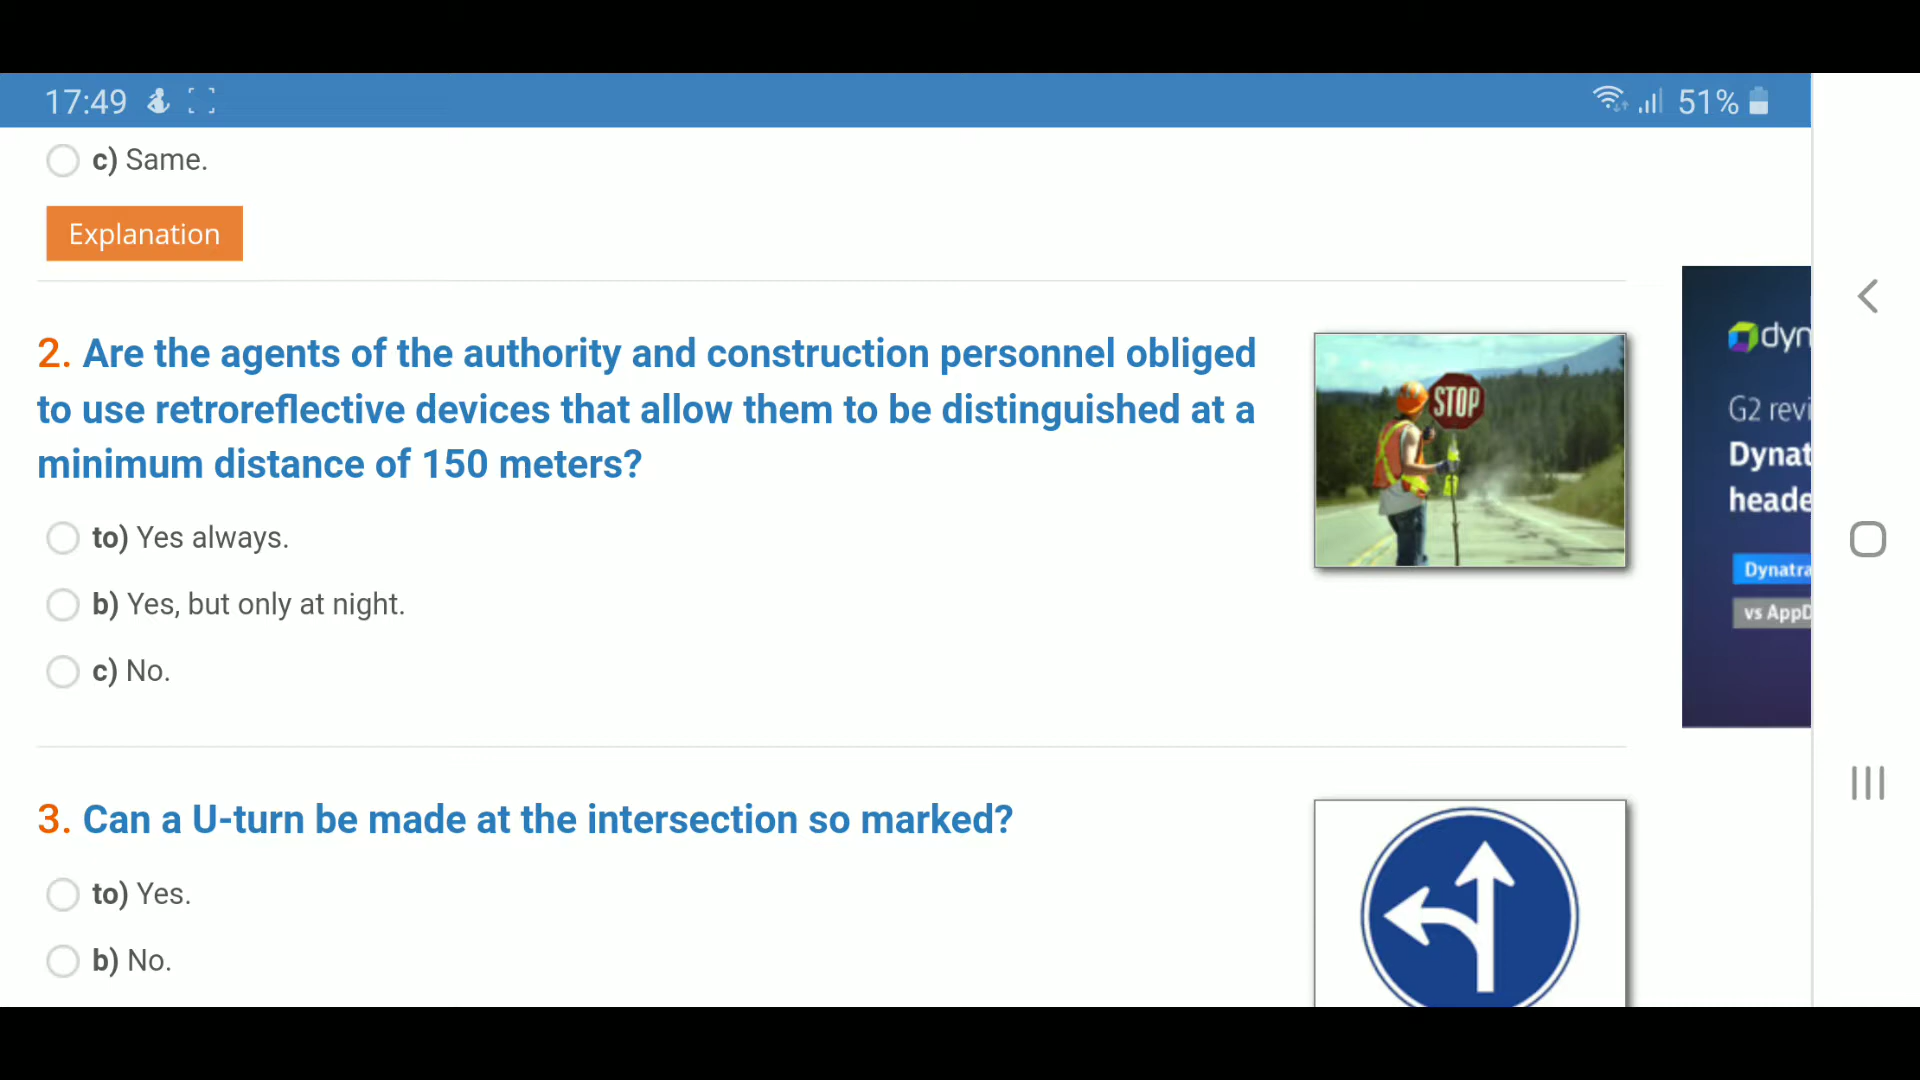 17:49
51%
c) Same.
Explanation
2. Are the agents of the authority and construction personnel obliged
to use retroreflective devices that allow them to be distinguished at a
minimum distance of 150 meters?
STOP
to) Yes always.
b) Yes, but only at night.
c) No.
dyn
G2 revi
Dynat
heade
Dynatra
vs AppD
3. Can a U-turn be made at the intersection so marked?
to) Yes.
b) No.